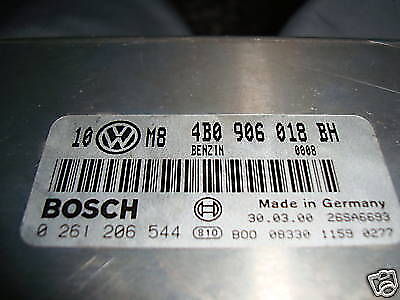 10 VW M8 4B0 906 018 BH
BENZIN 0008
BOSCH Made in Germany
30.03.00 26SA6693
0 261 206 544 810 B00 08330 1159 0277